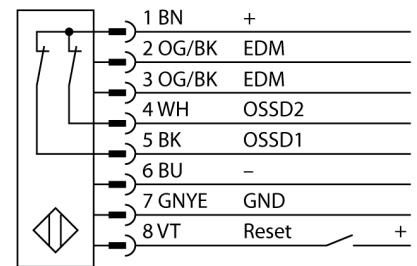 1 BN +
2 OG/BK EDM
3 OG/BK EDM
4 WH OSSD2
5 BK OSSD1
6 BU –
7 GNYE GND
8 VT Reset +